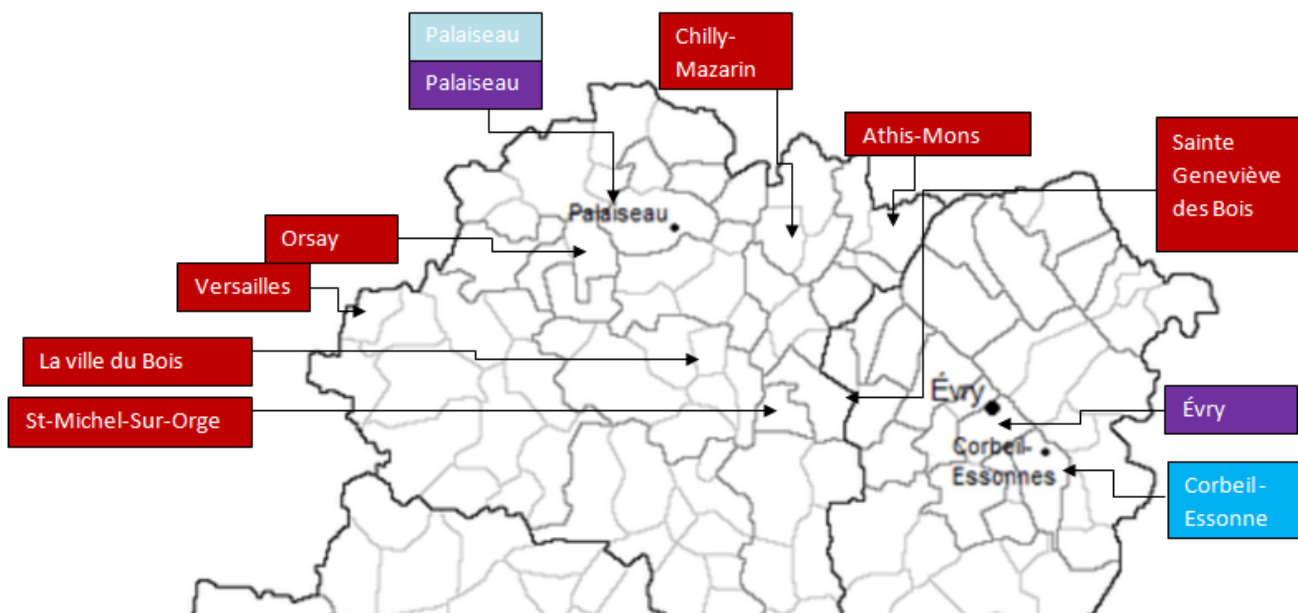 Palaiseau
Palaiseau
Chilly-
Mazarin
Athis-Mons
Sainte
Geneviève
des Bois
Palaiseau
Orsay
Versailles
La ville du Bois
St-Michel-Sur-Orge
Évry
Évry
Corbeil-
Essonnes
Corbeil-
Essonne